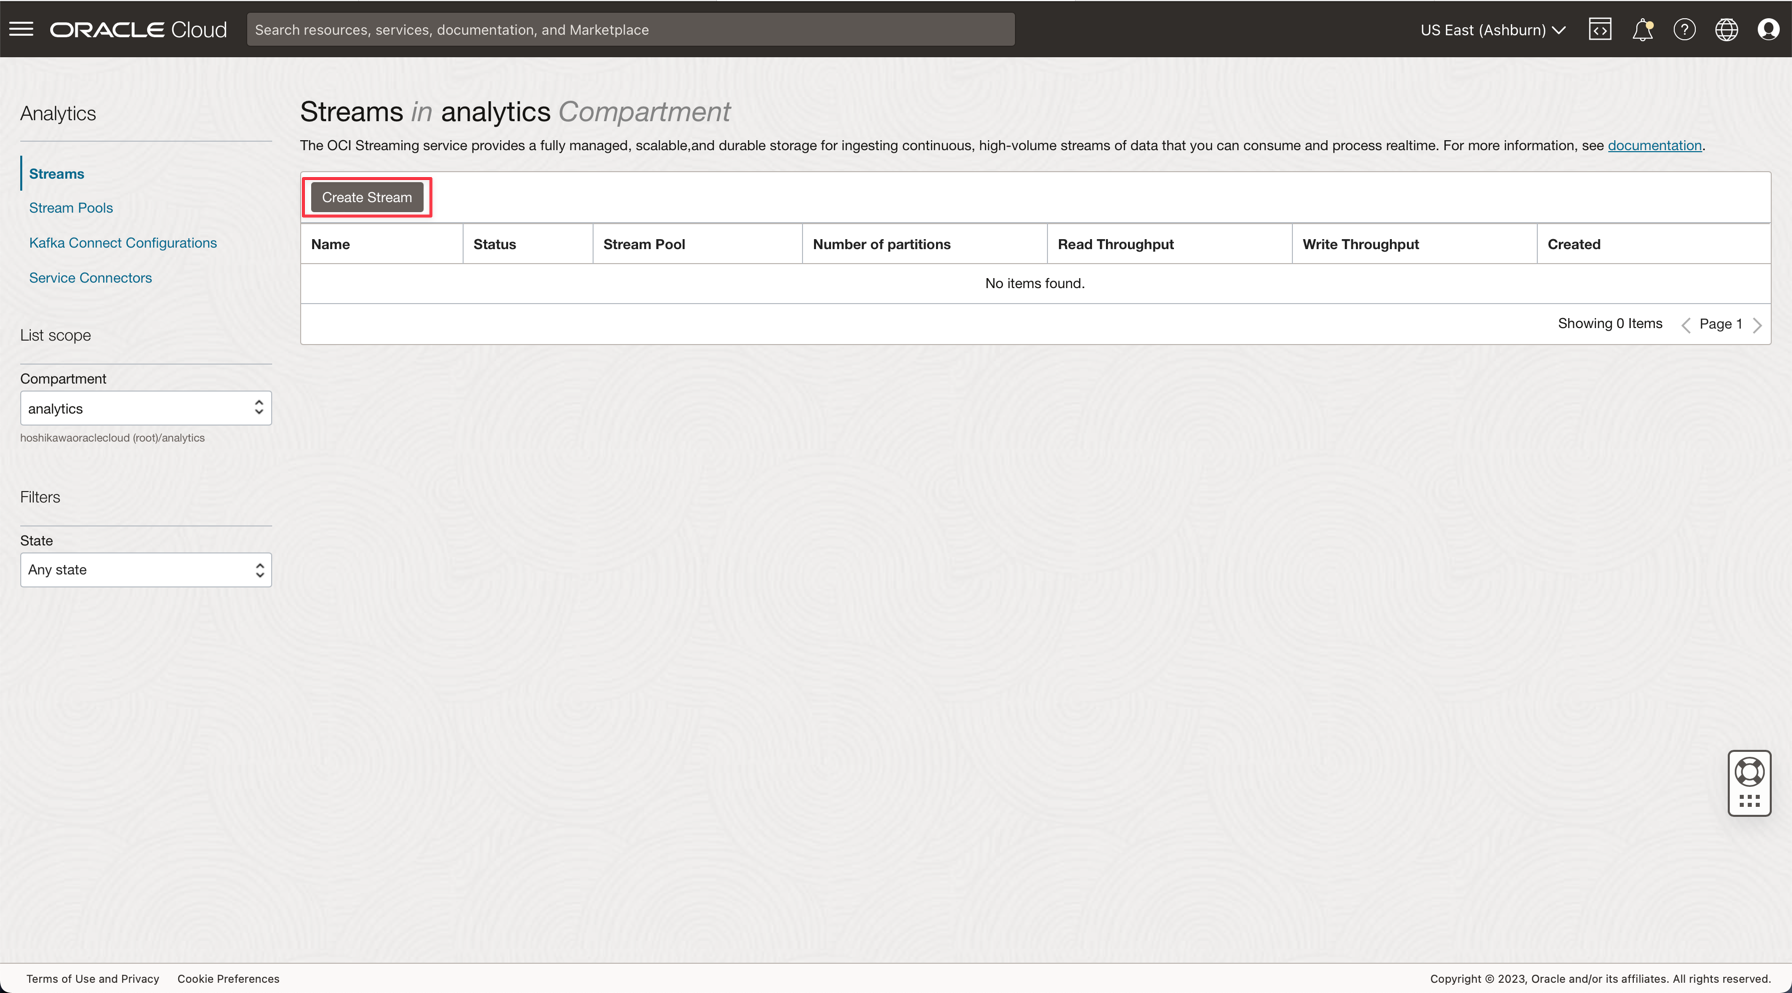 ORACLE Cloud
Search resources, services, documentation, and Marketplace
US East (Ashburn)
Analytics
Streams
Stream Pools
Kafka Connect Configurations
Service Connectors
List scope
Compartment
analytics
hoshikawaoraclecloud (root)/analytics
Filters
State
Any state
Streams in analytics Compartment
The OCI Streaming service provides a fully managed, scalable,and durable storage for ingesting continuous, high-volume streams of data that you can consume and process realtime. For more information, see documentation.
Create Stream
Name Status Stream Pool Number of partitions Read Throughput Write Throughput Created
No items found.
Showing 0 Items Page 1
Terms of Use and Privacy Cookie Preferences
Copyright © 2023, Oracle and/or its affiliates. All rights reserved.